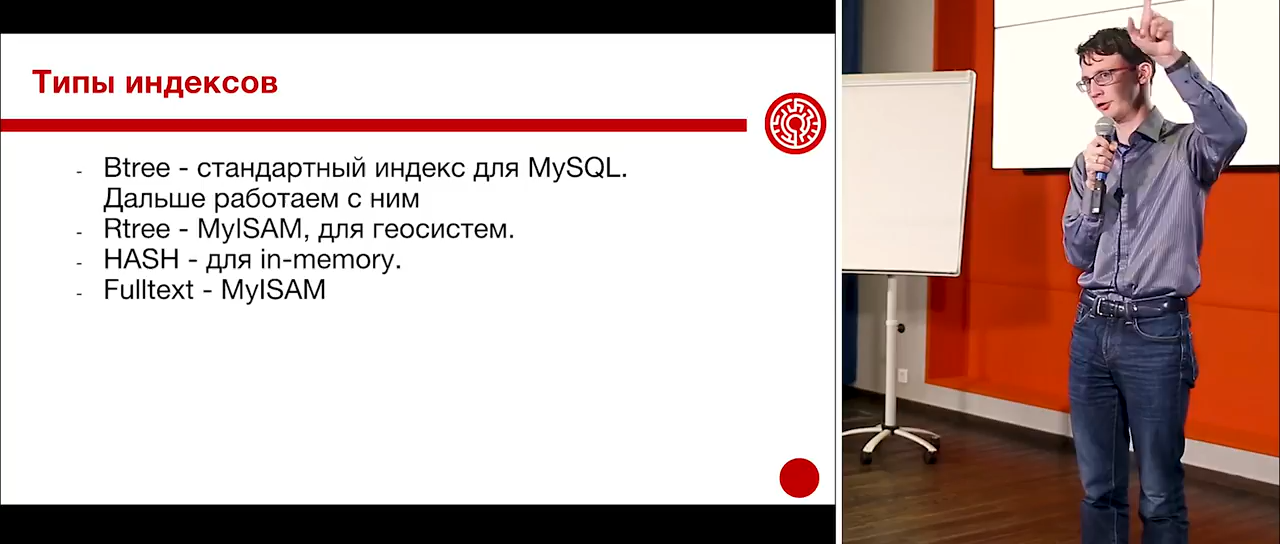 Типы индексов
- Btree - стандартный индекс для MySQL.
Дальше работаем с ним
- Rtree - MyISAM, для геосистем.
- HASH - для in-memory.
- Fulltext - MyISAM